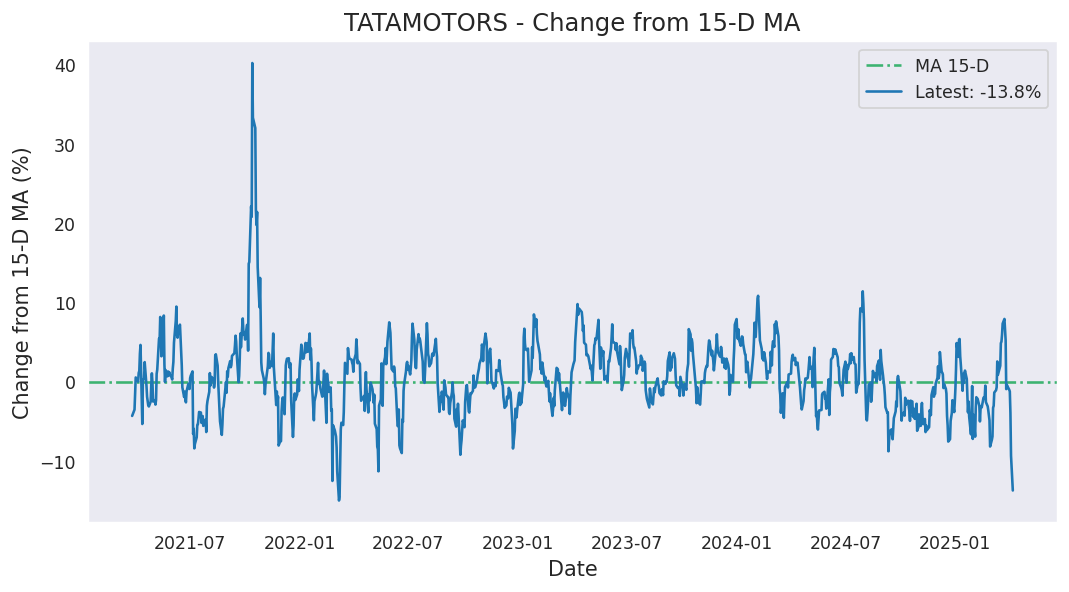 TATAMOTORS - Change from 15-D MA
MA 15-D
Latest: -13.8%
Change from 15-D MA (%)
40
30
20
10
0
−10
2021-07
2022-01
2022-07
2023-01
2023-07
2024-01
2024-07
2025-01
Date